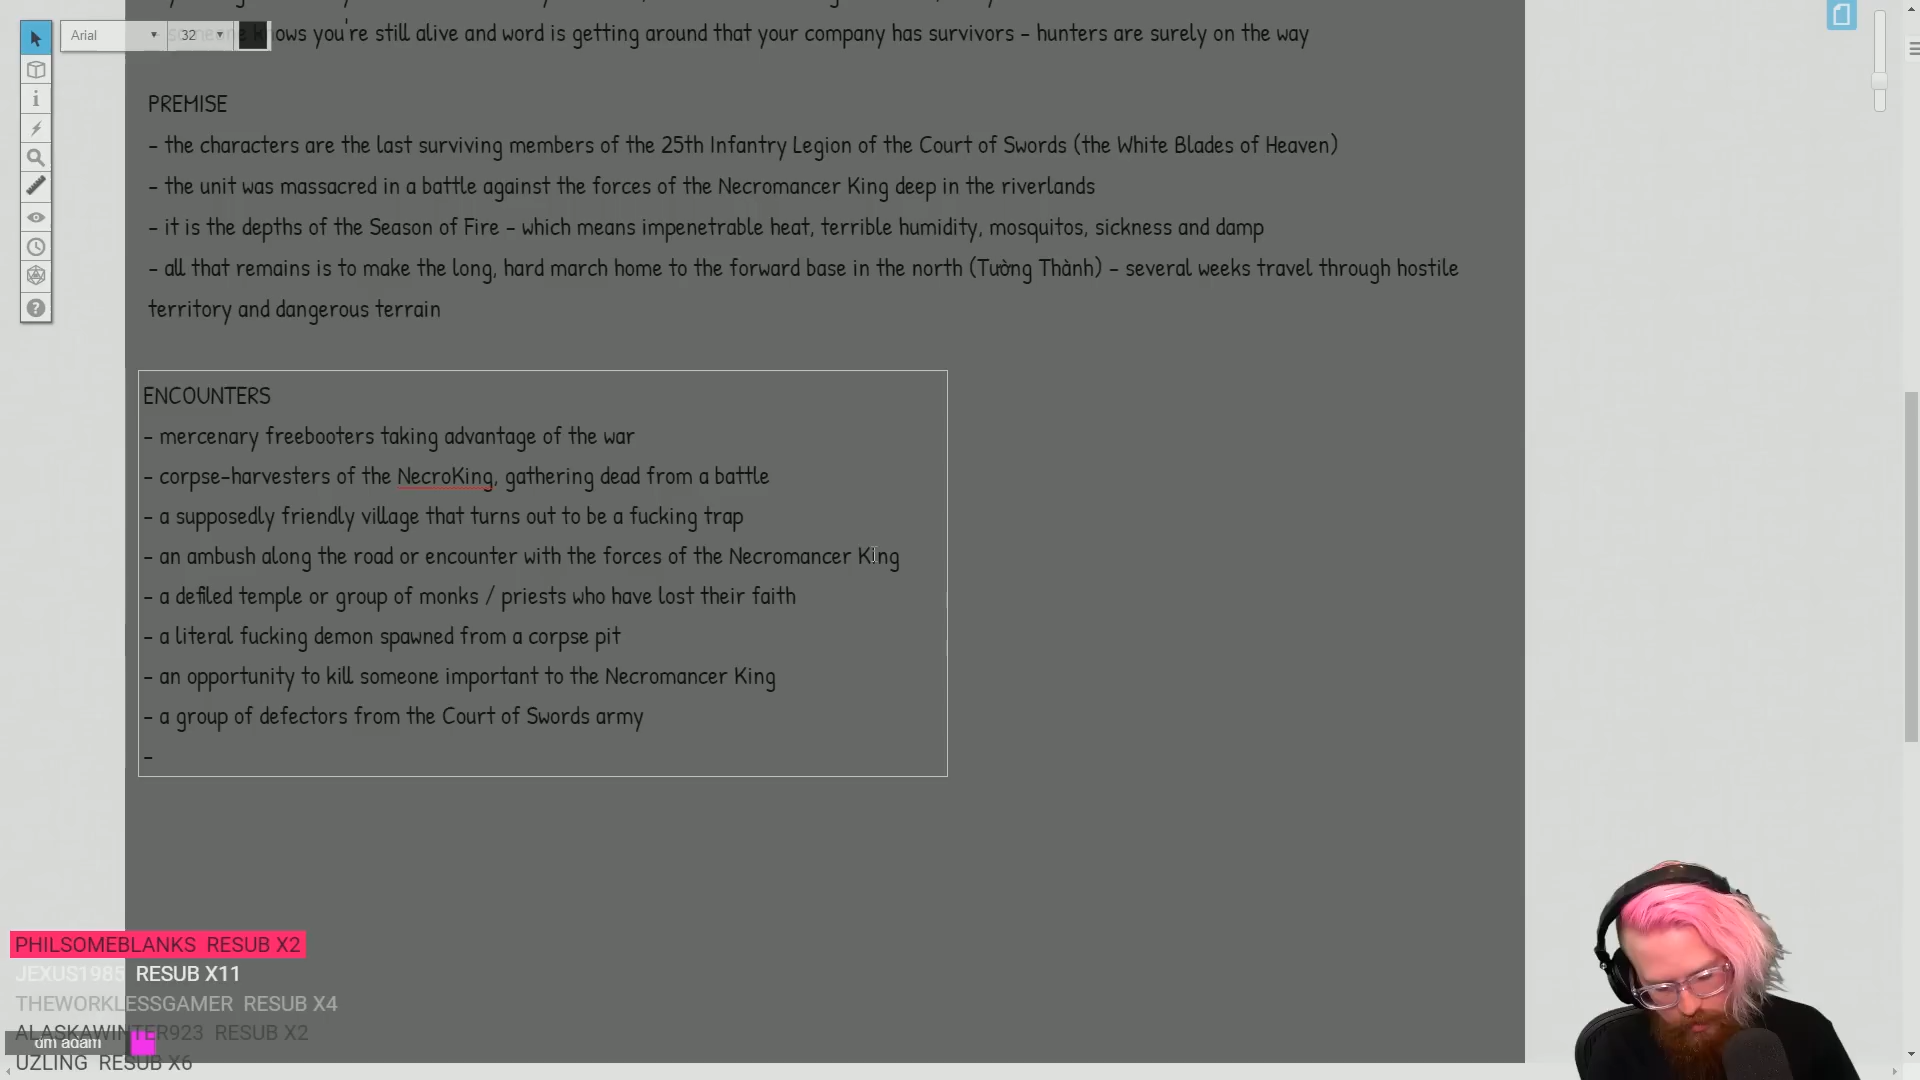 Arial
32
- someone knows you're still alive and word is getting around that your company has survivors - hunters are surely on the way
PREMISE
- the characters are the last surviving members of the 25th Infantry Legion of the Court of Swords (the White Blades of Heaven)
- the unit was massacred in a battle against the forces of the Necromancer King deep in the riverlands
- it is the depths of the Season of Fire - which means impenetrable heat, terrible humidity, mosquitos, sickness and damp
- all that remains is to make the long, hard march home to the forward base in the north (Tường Thành) - several weeks travel through hostile
territory and dangerous terrain
ENCOUNTERS
- mercenary freebooters taking advantage of the war
- corpse-harvesters of the NecroKing, gathering dead from a battle
- a supposedly friendly village that turns out to be a fucking trap
- an ambush along the road or encounter with the forces of the Necromancer King
- a defiled temple or group of monks / priests who have lost their faith
- a literal fucking demon spawned from a corpse pit
- an opportunity to kill someone important to the Necromancer King
- a group of defectors from the Court of Swords army
-
PHILSOMEBLANKS RESUB X2
JEXUS1985 RESUB X11
THEWORKLESSGAMER RESUB X4
ALASKAWINTER923 RESUB X2
dm adam
UZLING RESUB X6